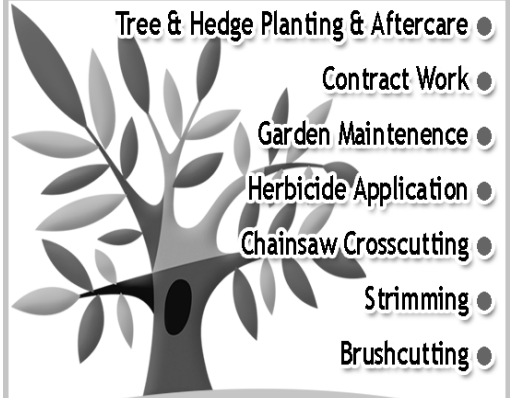 Tree & Hedge Planting & Aftercare
Contract Work
Garden Maintenence
Herbicide Application
Chainsaw Crosscutting
Strimming
Brushcutting